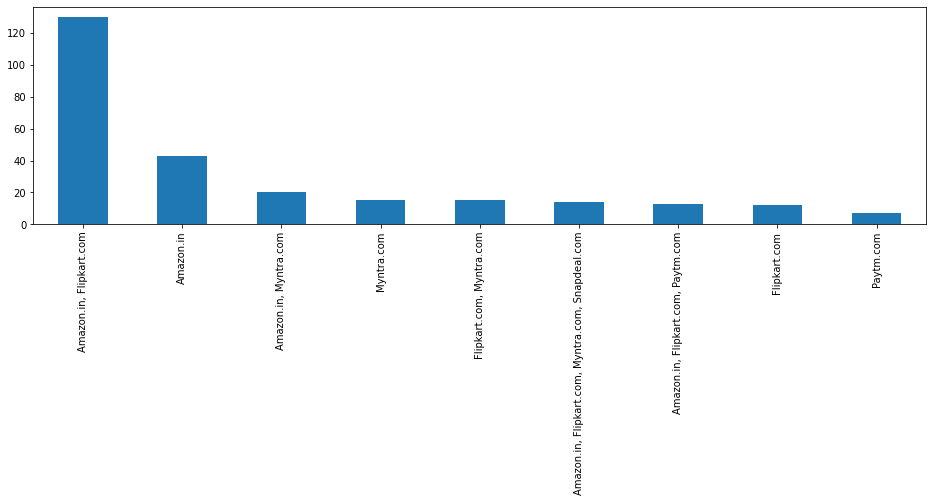 120
100
80
60
40
20
0
Amazon.in, Flipkart.com
Amazon.in
Amazon.in, Myntra.com
Myntra.com
Flipkart.com, Myntra.com
Amazon.in, Flipkart.com, Myntra.com, Snapdeal.com
Amazon.in, Flipkart.com, Paytm.com
Flipkart.com
Paytm.com